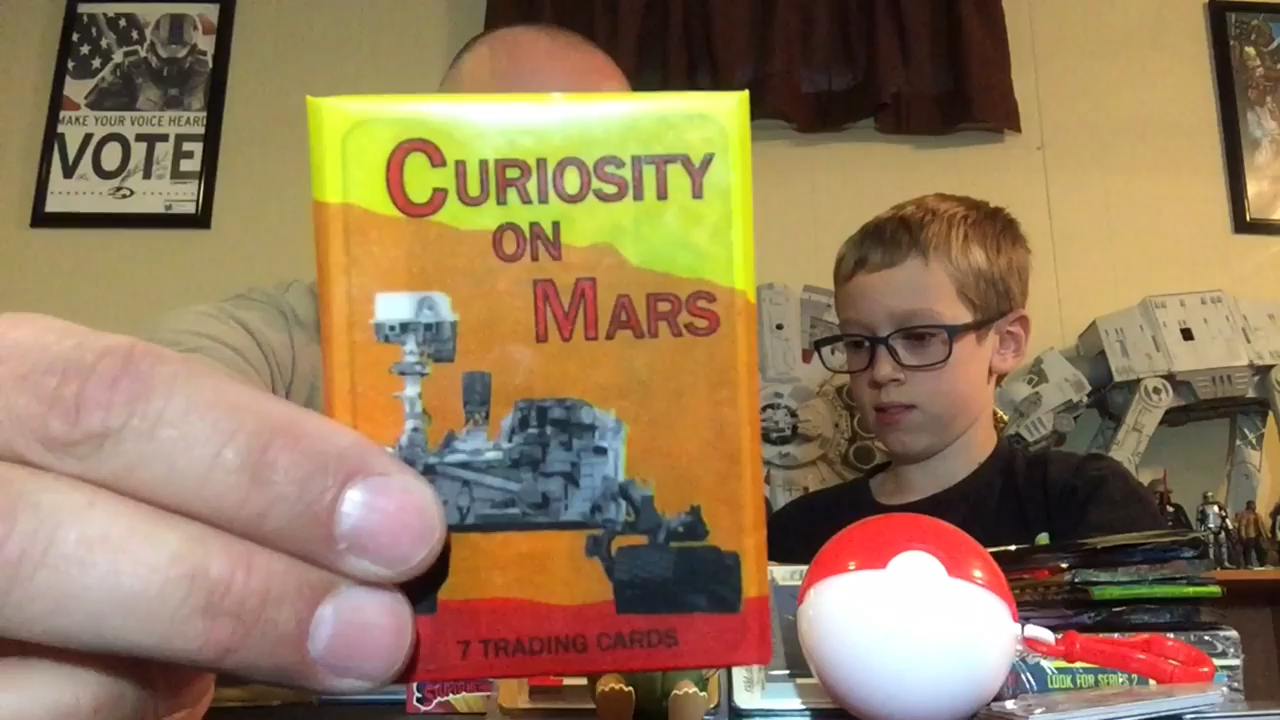 MAKE YOUR VOICE HEARD
VOTE
CURIOSITY
ON
MARS
7 TRADING CARDS
LOOK FOR SERIES 2